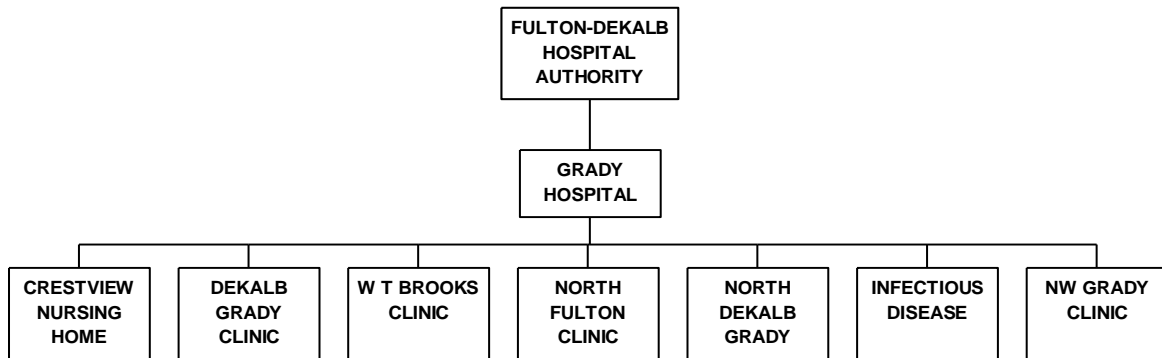 FULTON-DEKALB
HOSPITAL
AUTHORITY
GRADY
HOSPITAL
CRESTVIEW
NURSING
HOME
DEKALB
GRADY
CLINIC
W T BROOKS
CLINIC
NORTH
FULTON
CLINIC
NORTH
DEKALB
GRADY
INFECTIOUS
DISEASE
NW GRADY
CLINIC